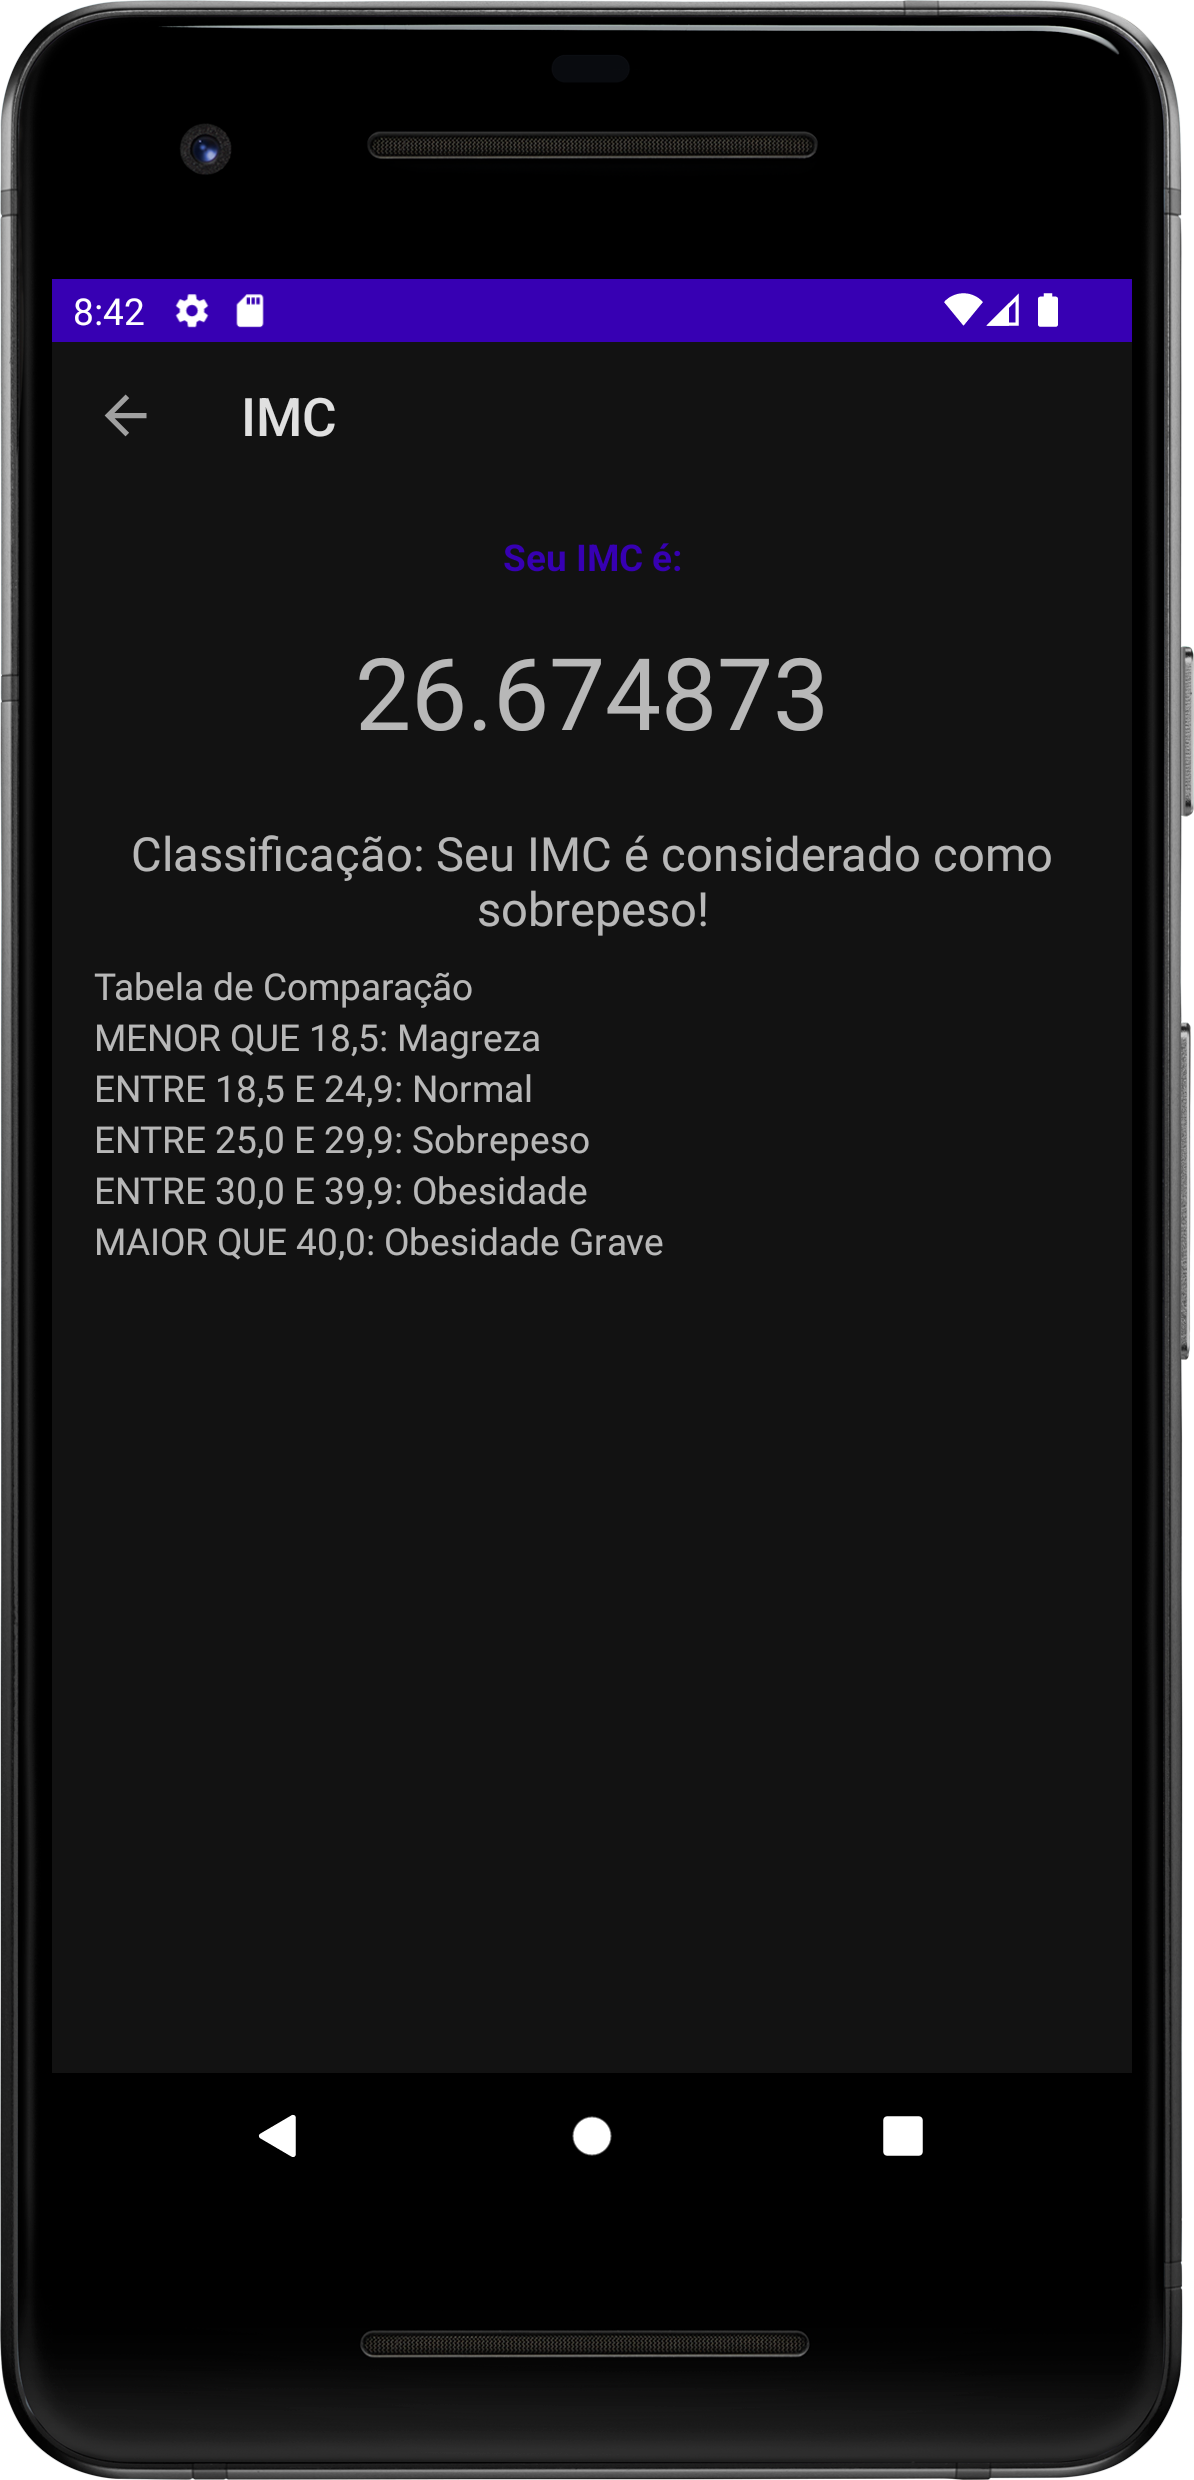 8:42
IMC
Seu IMC é:
26.674873
Classificação: Seu IMC é considerado como
sobrepeso!
Tabela de Comparação
MENOR QUE 18,5: Magreza
ENTRE 18,5 E 24,9: Normal
ENTRE 25,0 E 29,9: Sobrepeso
ENTRE 30,0 E 39,9: Obesidade
MAIOR QUE 40,0: Obesidade Grave